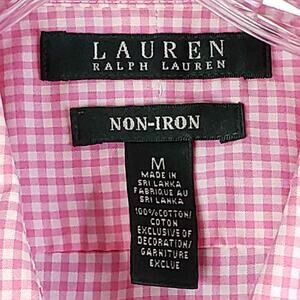 LAUREN
RALPH LAUREN
NON-IRON
M
MADE IN
SRI LANKA
FABRIQUE AU
SRI LANKA
100%COTTON/
COTON
EXCLUSIVE OF
DECORATION/
GARNITURE
EXCLUE